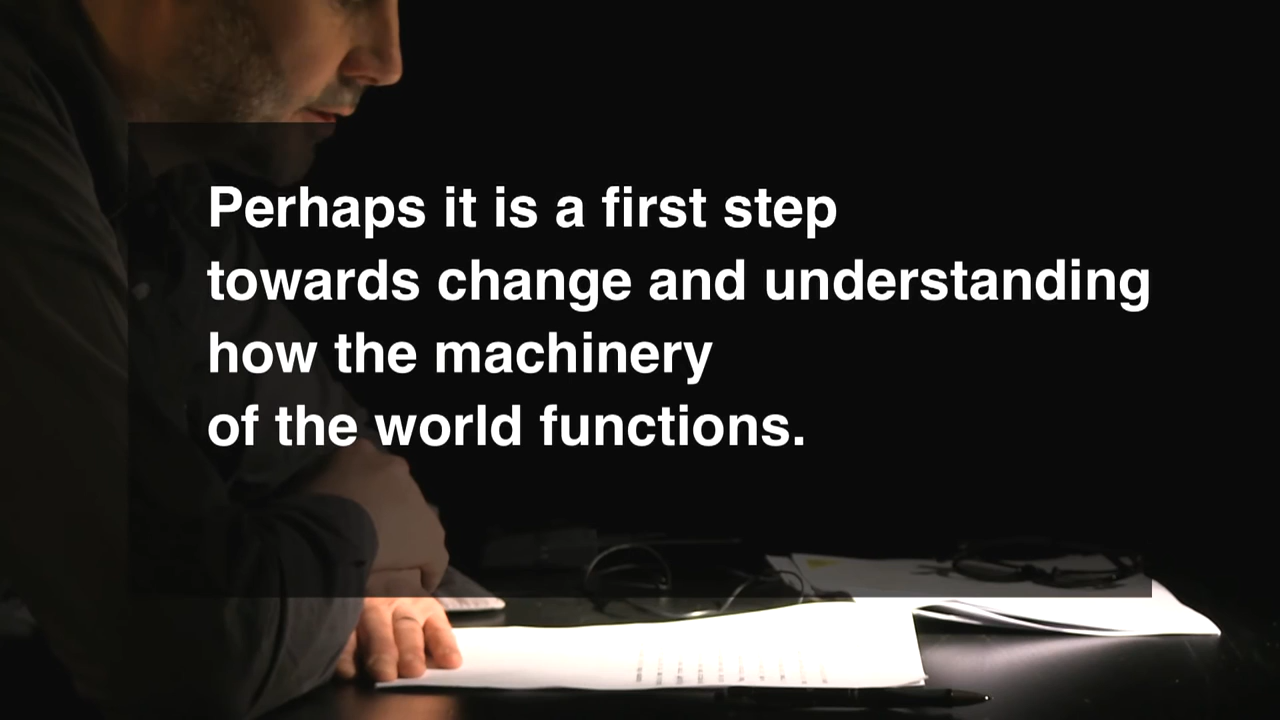 Perhaps it is a first step
towards change and understanding
how the machinery
of the world functions.